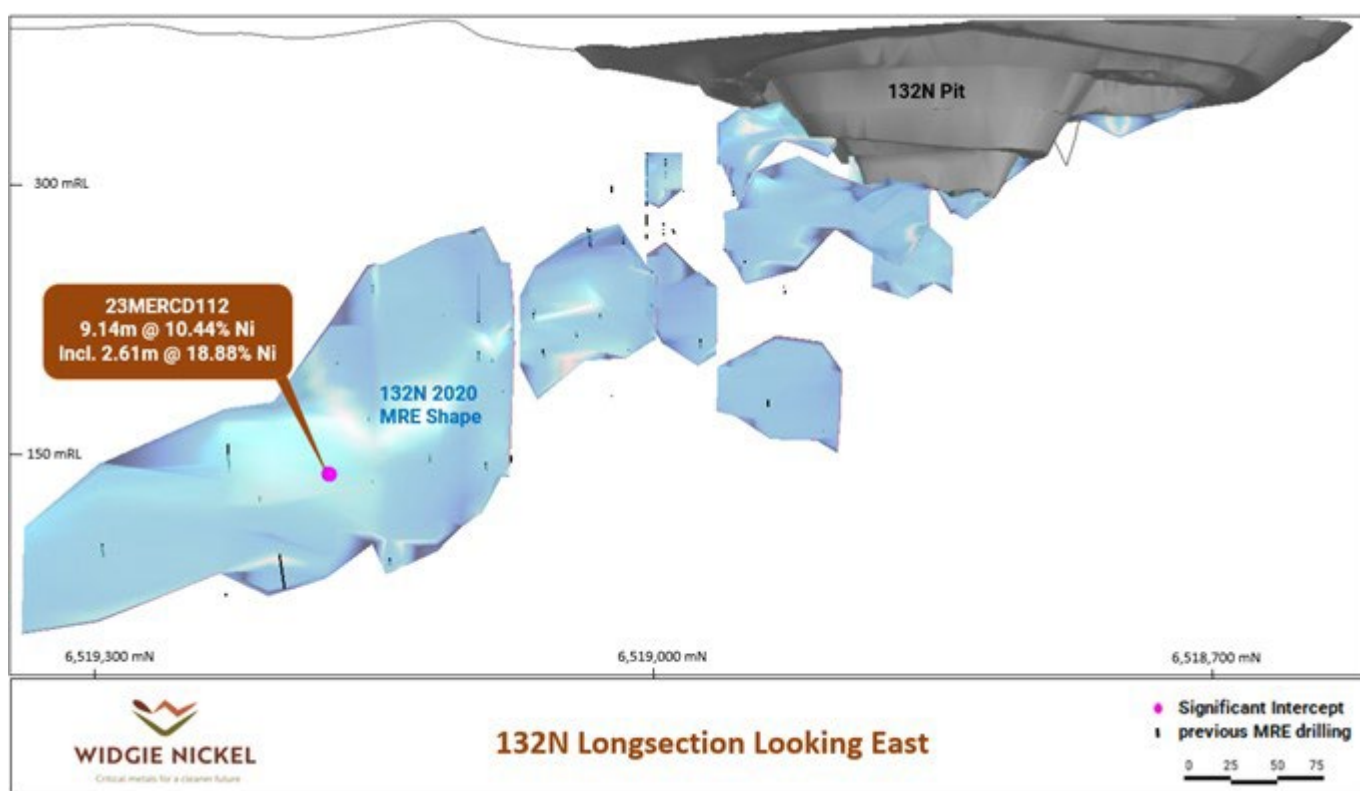 132N Pit
300 mRL
23MERCD112
9.14m @ 10.44% Ni
Incl. 2.61m @ 18.88% Ni
132N 2020
MRE Shape
150 mRL
6,519,300 mN
6,519,000 mN
6,518,700 mN
WIDGIE NICKEL
Critical metals for a cleaner future
132N Longsection Looking East
Significant Intercept
previous MRE drilling
0 25 50 75